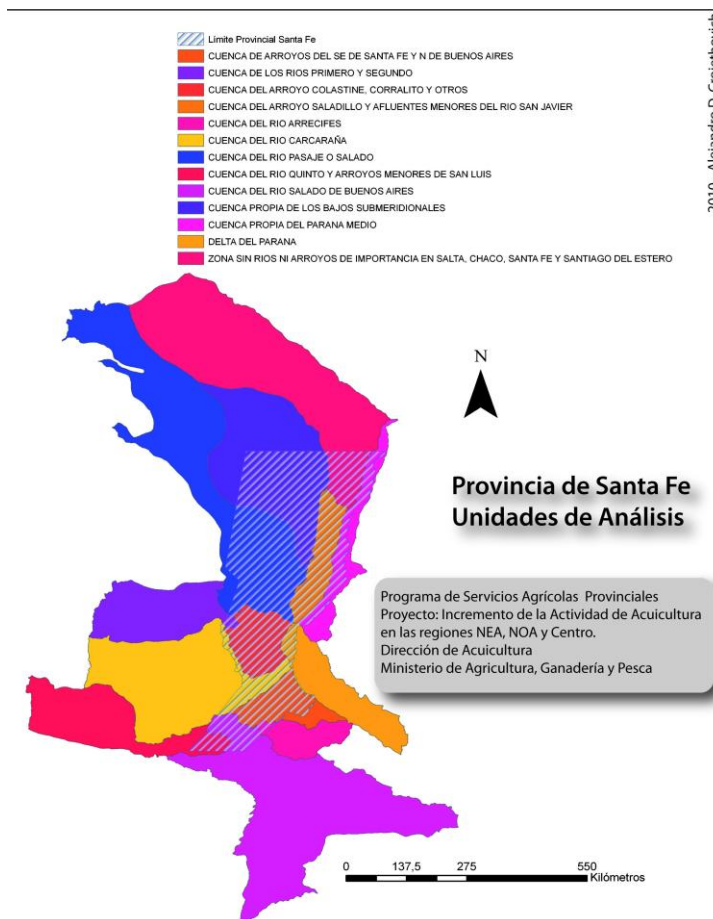 Limite Provincial Santa Fe
CUENCA DE ARROYOS DEL SE DE SANTA FE Y N DE BUENOS AIRES
CUENCA DE LOS RIOS PRIMERO Y SEGUNDO
CUENCA DEL ARROYO COLASTINE, CORRALITO Y OTROS
CUENCA DEL ARROYO SALADILLO Y AFLUENTES MENORES DEL RIO SAN JAVIER
CUENCA DEL RIO ARRECIFES
CUENCA DEL RIO CARCARAÑA
CUENCA DEL RIO PASAJE O SALADO
CUENCA DEL RIO QUINTO Y ARROYOS MENORES DE SAN LUIS
CUENCA DEL RIO SALADO DE BUENOS AIRES
CUENCA PROPIA DE LOS BAJOS SUBMERIDIONALES
CUENCA PROPIA DEL PARANA MEDIO
DELTA DEL PARANA
ZONA SIN RIOS NI ARROYOS DE IMPORTANCIA EN SALTA, CHACO, SANTA FE Y SANTIAGO DEL ESTERO
2010 Alejandro D.
N
Provincia de Santa Fe
Unidades de Análisis
Programa de Servicios Agrícolas Provinciales
Proyecto: Incremento de la Actividad de Acuicultura
en las regiones NEA, NOA y Centro.
Dirección de Acuicultura
Ministerio de Agricultura, Ganadería y Pesca
0 137,5 275 550
Kilómetros